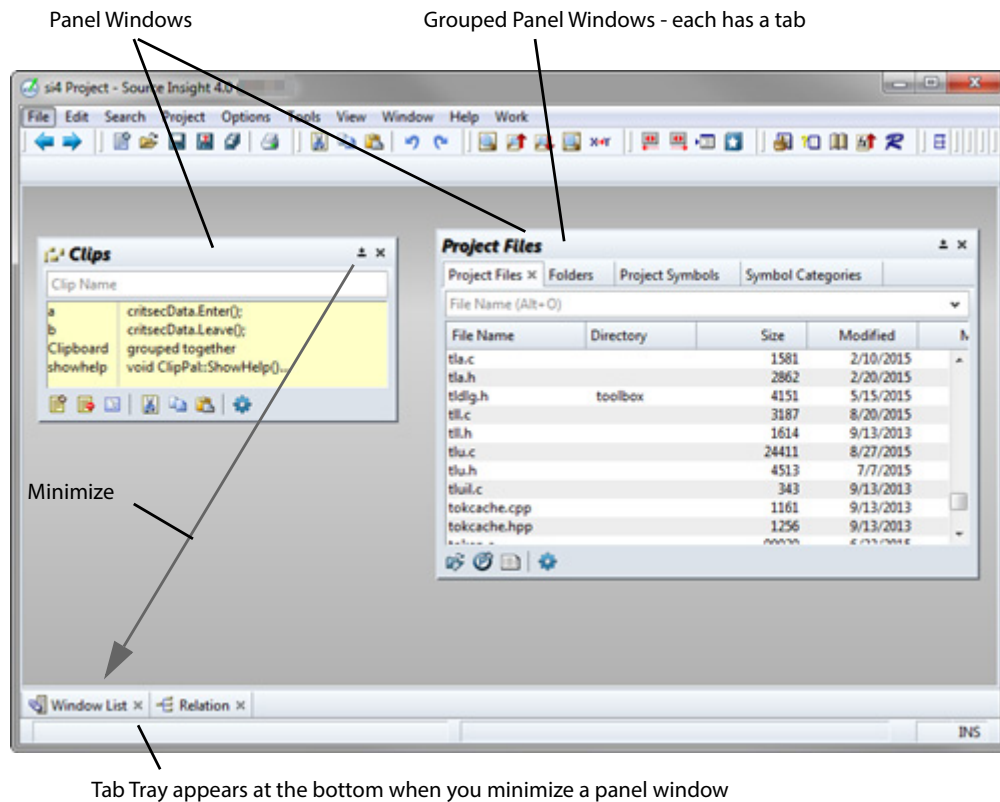 Panel Windows
Grouped Panel Windows - each has a tab
si4 Project - Source Insight 4.0
File Edit Search Project Options Tools View Window Help Work
Clips
Clip Name
a critsecData.Enter();
b critsecData.Leave();
Clipboard grouped together
showhelp void ClipPal::ShowHelp()...
Project Files
Project Files × Folders Project Symbols Symbol Categories
File Name (Alt+O)
File Name Directory Size Modified
tla.c 1581 2/10/2015
tla.h 2862 2/20/2015
tldlg.h toolbox 4151 5/15/2015
tll.c 3187 8/20/2015
tll.h 1614 9/13/2013
tlu.c 24411 8/27/2015
tlu.h 4513 7/7/2015
tluil.c 343 9/13/2013
tokcache.cpp 1161 9/13/2013
tokcache.hpp 1256 9/13/2013
Minimize
Window List × Relation ×
INS
Tab Tray appears at the bottom when you minimize a panel window